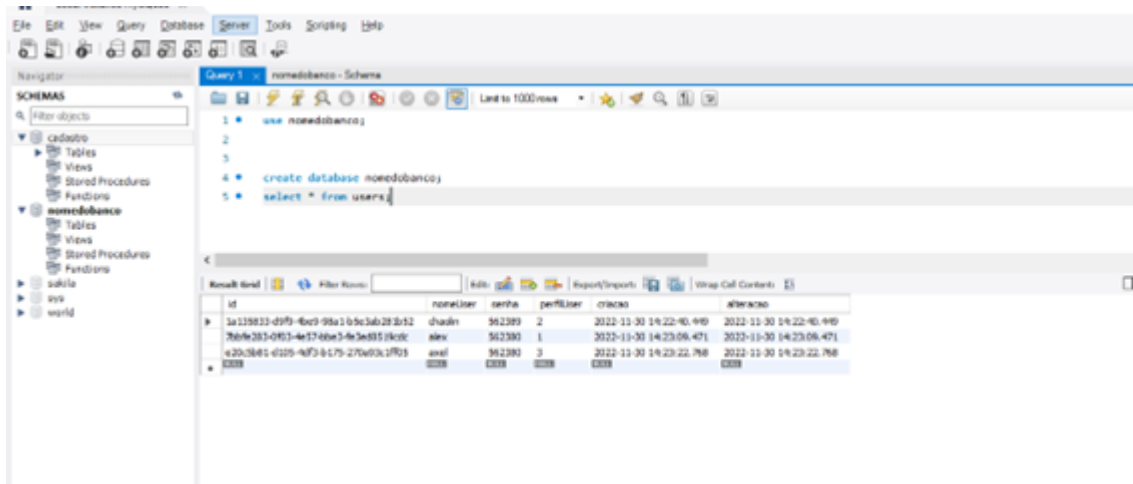 File Edit View Query Database Server Tools Scripting Help
Navigator
SCHEMAS
Filter objects
cadastro
Tables
Views
Stored Procedures
Functions
nomedobanco
Tables
Views
Stored Procedures
Functions
sakila
sys
world
Query 1 nomedobanco - Schema
Limit to 1000 rows
1 use nomedobanco;
2
3
4 create database nomedobanco;
5 select * from users;
Result Grid Filter Rows: Edit: Export/Import: Wrap Cell Content:
id nomeUser senha perfilUser criacao alteracao
2 2022-11-30 14:22:40.449 2022-11-30 14:22:40.449
alex 1 2022-11-30 14:23:09.471 2022-11-30 14:23:09.471
axel 3 2022-11-30 14:23:22.768 2022-11-30 14:23:22.768
NULL NULL NULL NULL NULL NULL